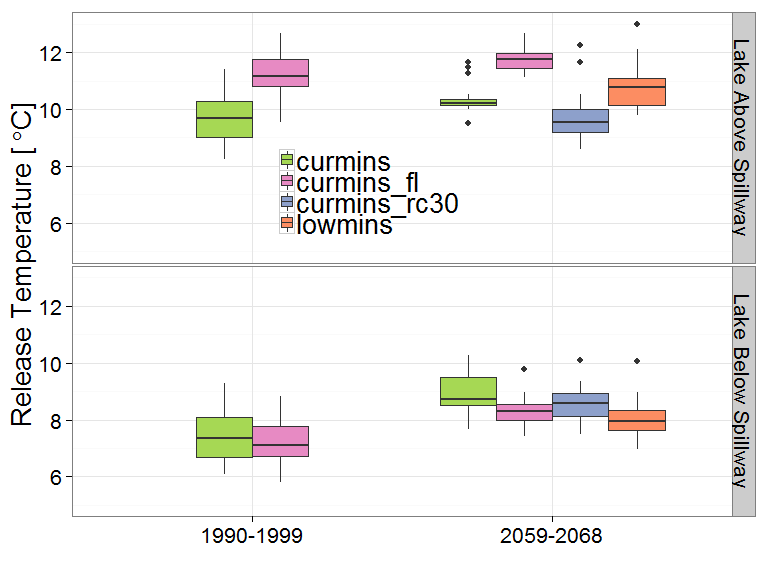 Release Temperature [ °C]
12
10
8
6
Lake Above Spillway
curmins
curmins_fl
curmins_rc30
lowmins
12
10
8
6
Lake Below Spillway
1990-1999
2059-2068